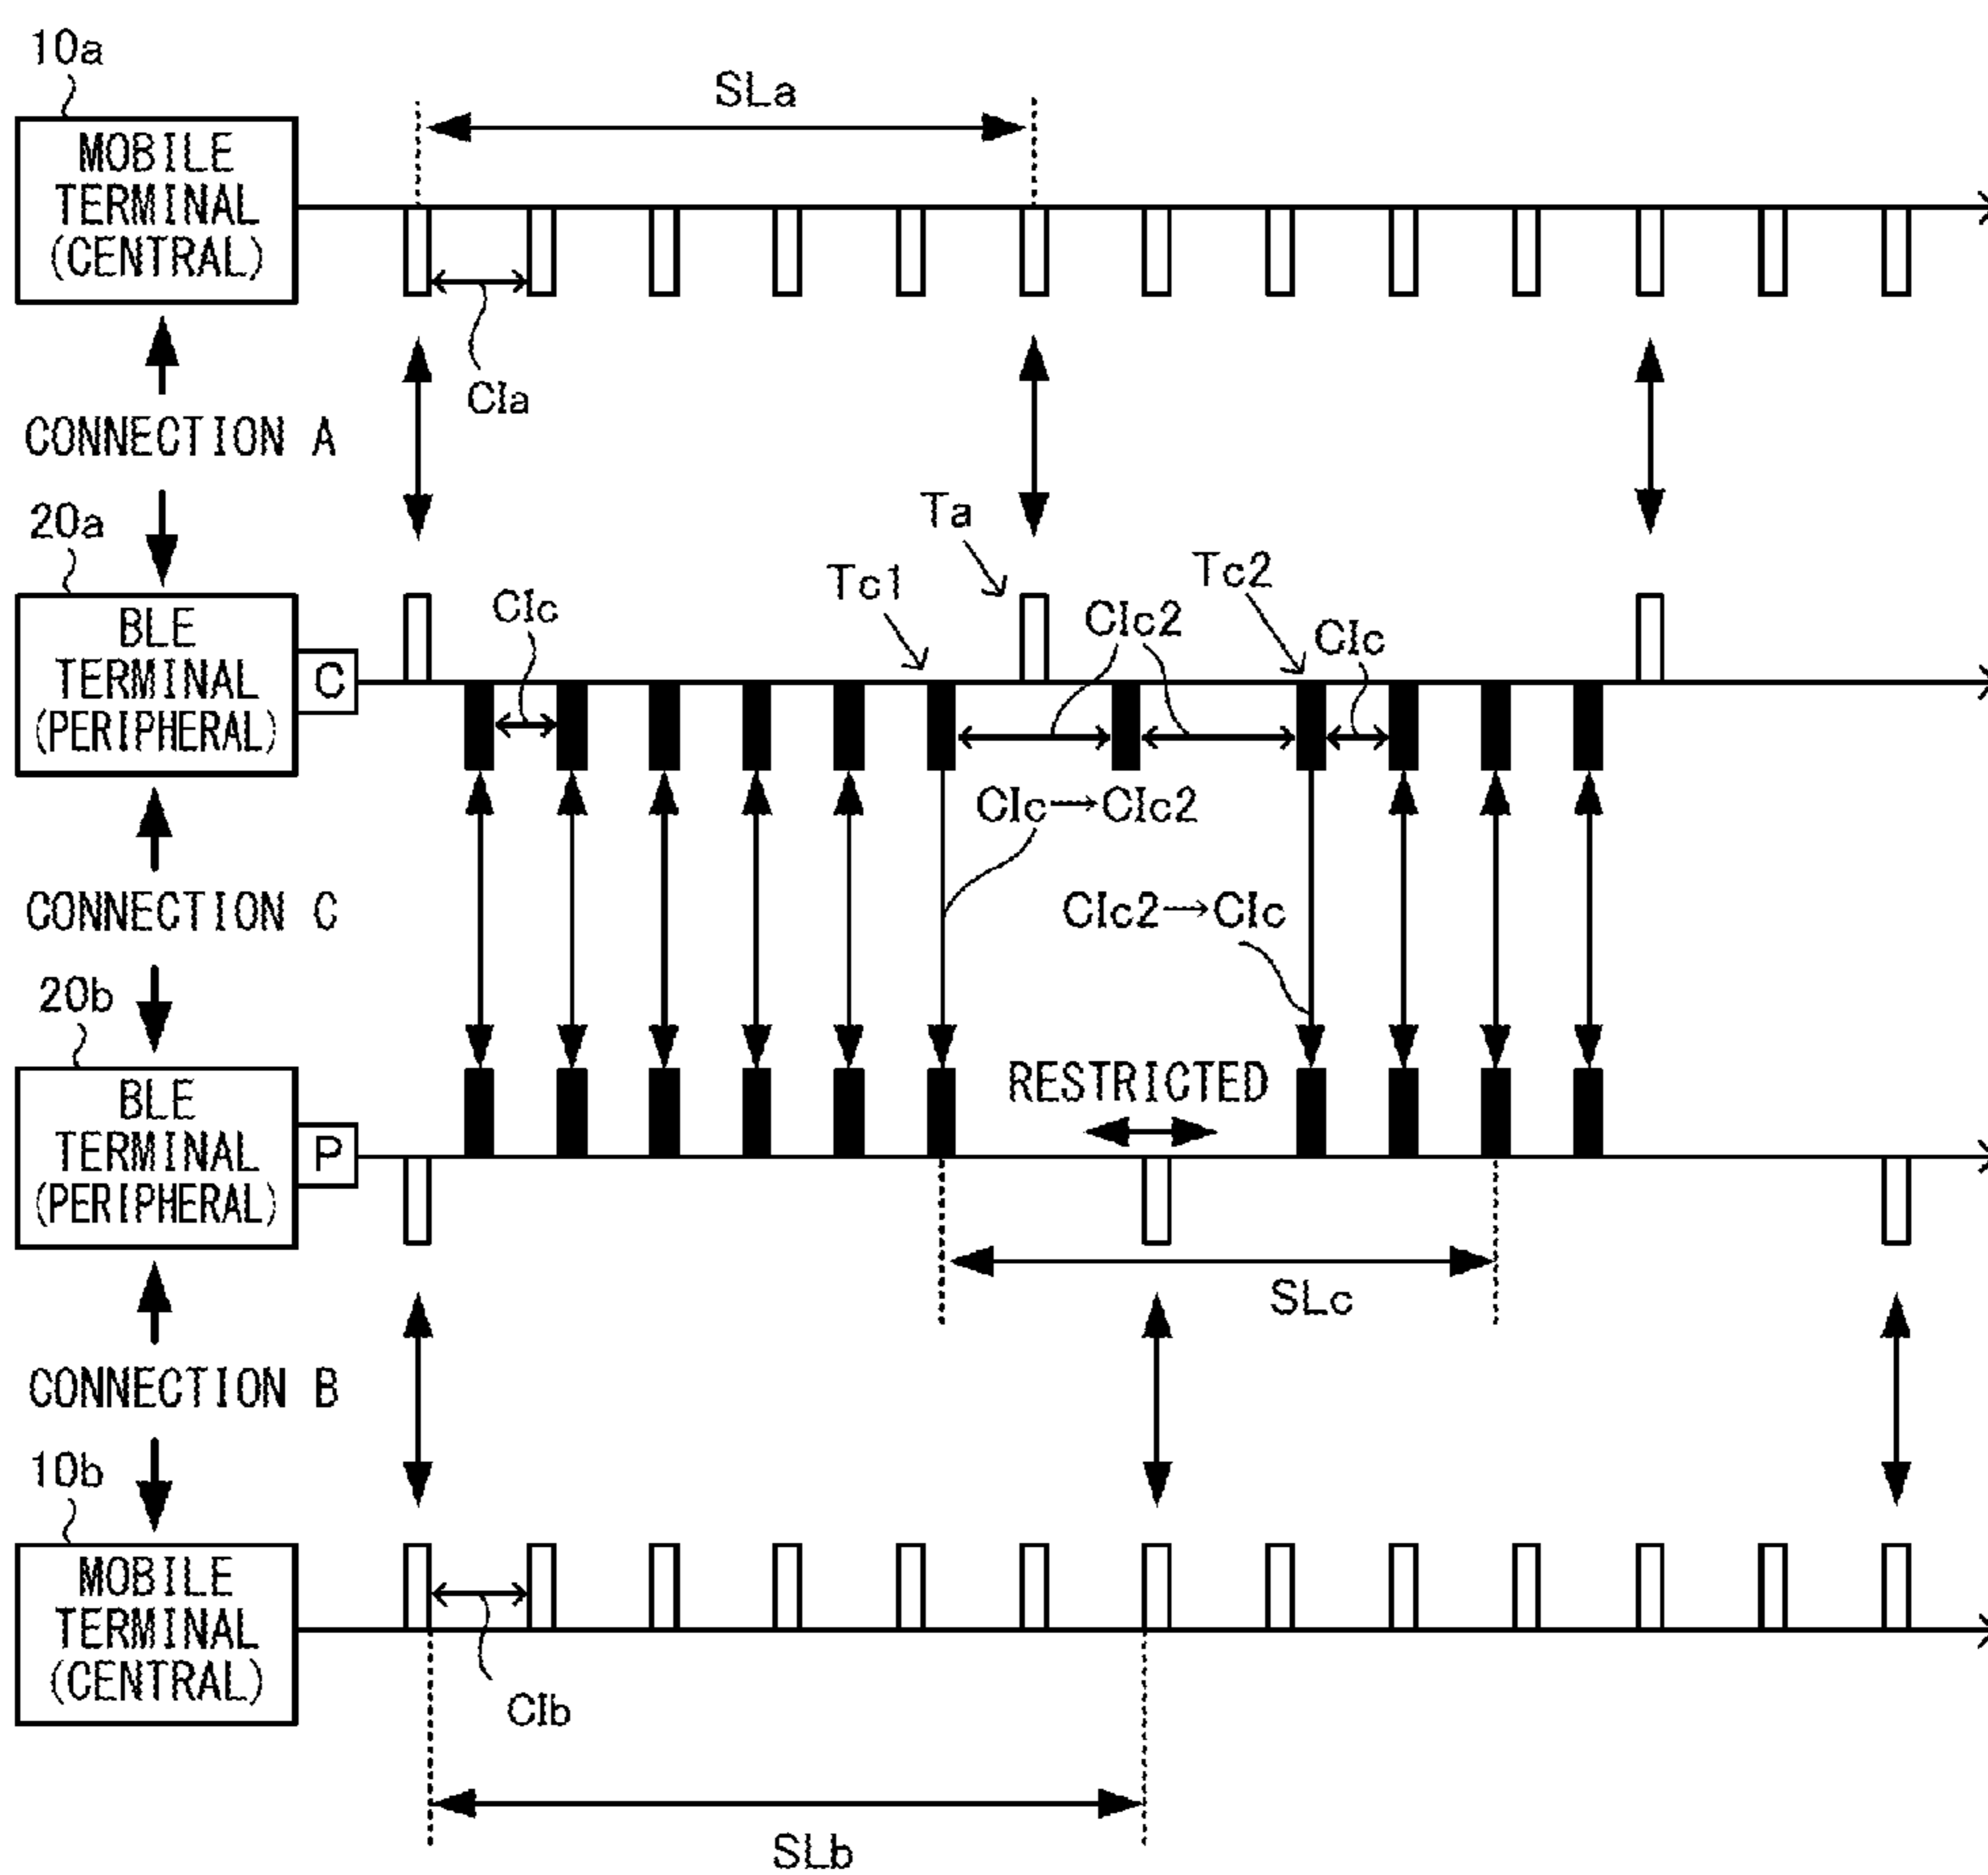 10a
SLa
MOBILE
TERMINAL
(CENTRAL)
CIa
CONNECTION A
20a
Ta
Tc1
Tc2
CIc
CIc2
CIc
BLE
TERMINAL
(PERIPHERAL)
C
CIc→CIc2
CIc2→CIc
CONNECTION C
20b
RESTRICTED
BLE
TERMINAL
(PERIPHERAL)
P
SLc
CONNECTION B
10b
MOBILE
TERMINAL
(CENTRAL)
CIb
SLb